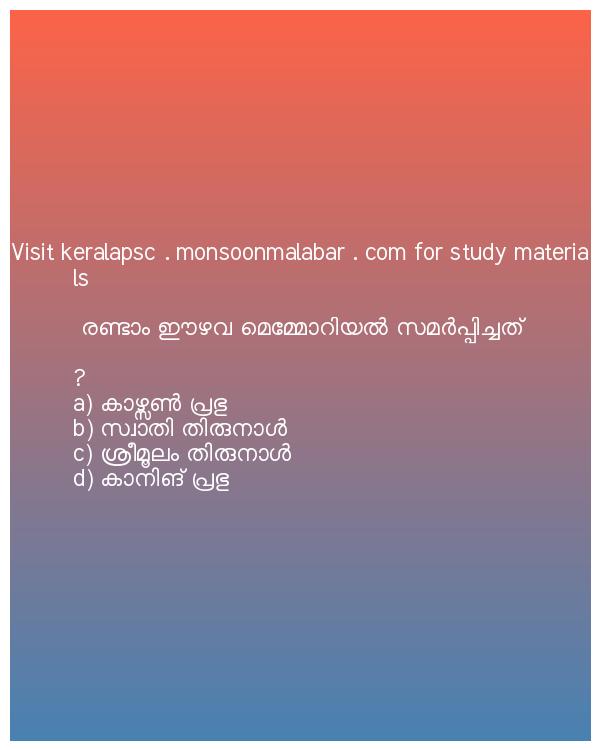 Visit keralapsc . monsoonmalabar . com for study materia
ls
രണ്ടാം ഈഴവ മെമ്മോറിയൽ സമർപ്പിച്ചത്
?
a) കാഴ്സൺ പ്രഭു
b) സ്വാതി തിരുനാൾ
c) ശ്രീമൂലം തിരുനാൾ
d) കാനിങ് പ്രഭു